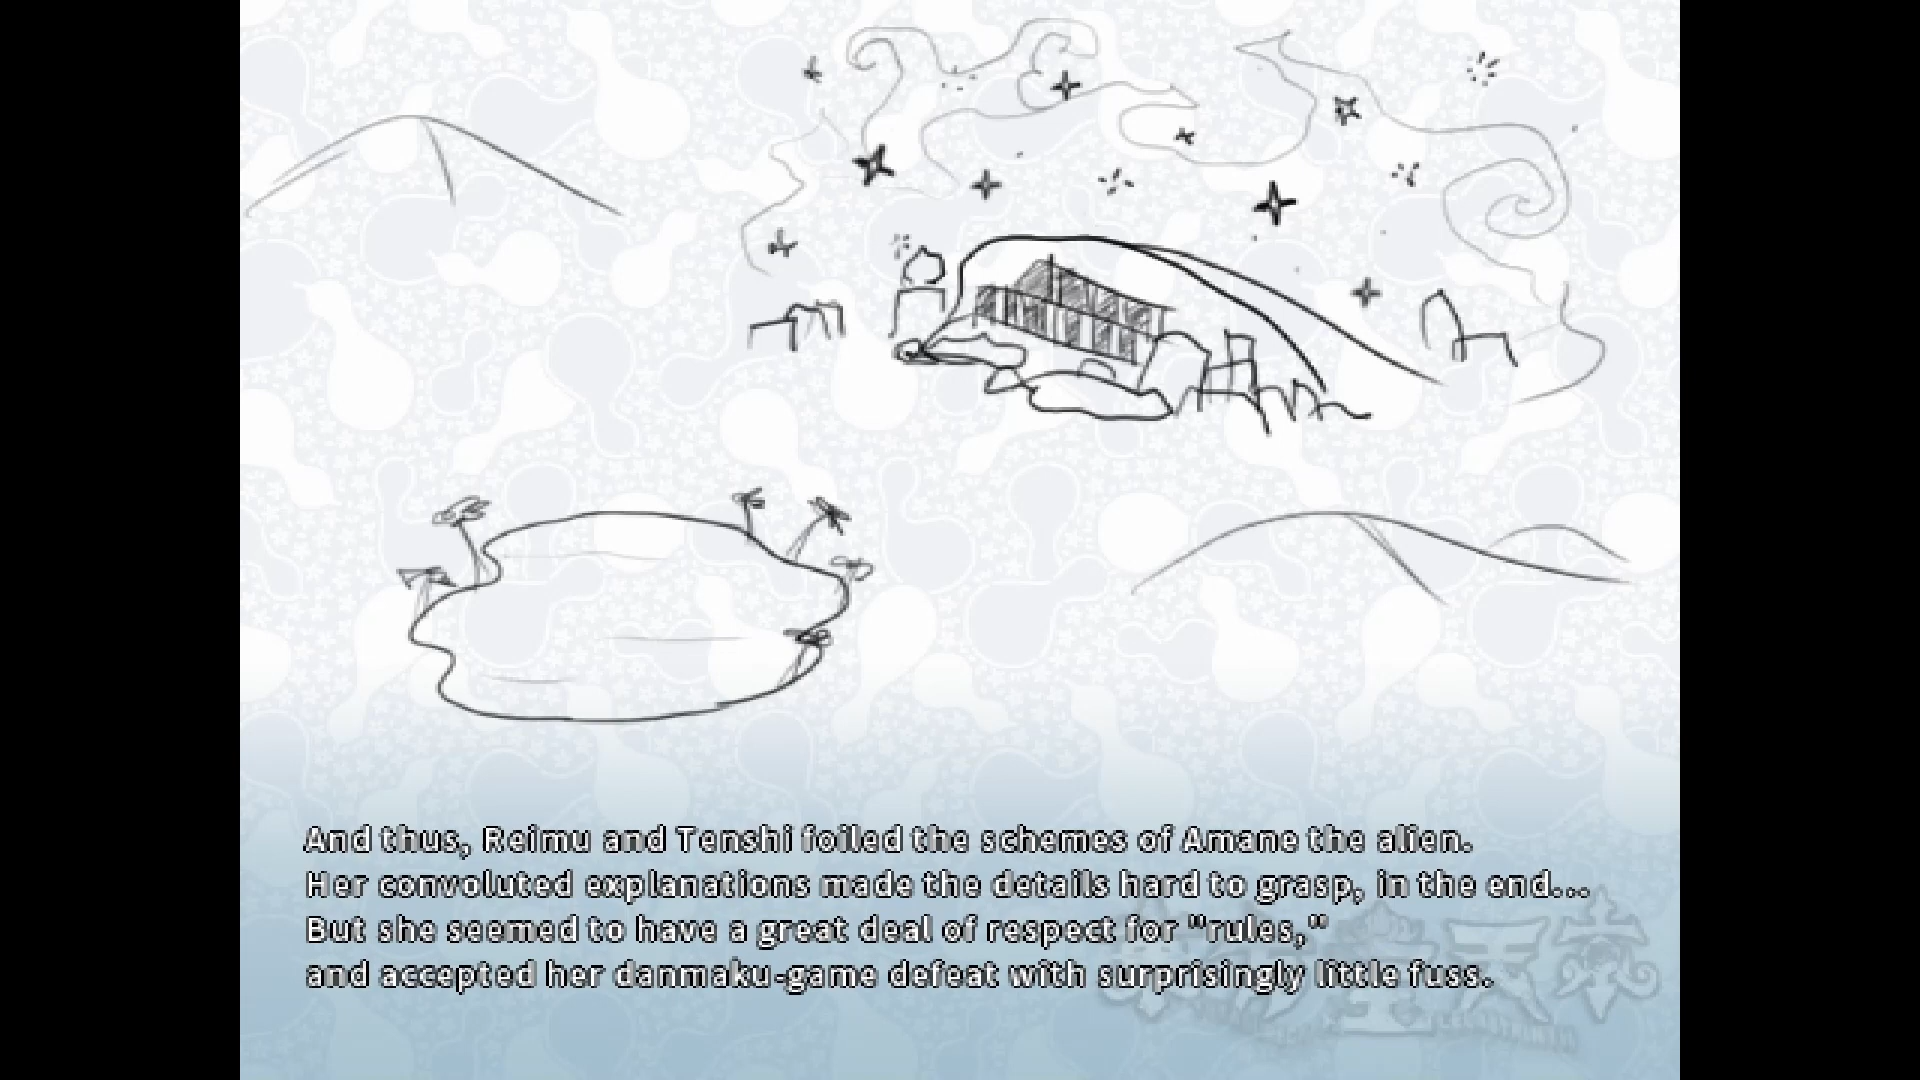 And thus, Reimu and Tenshi foiled the schemes of Amane the alien.
Her convoluted explanations made the details hard to grasp, in the end...
But she seemed to have a great deal of respect for "rules,"
and accepted her danmaku-game defeat with surprisingly little fuss.